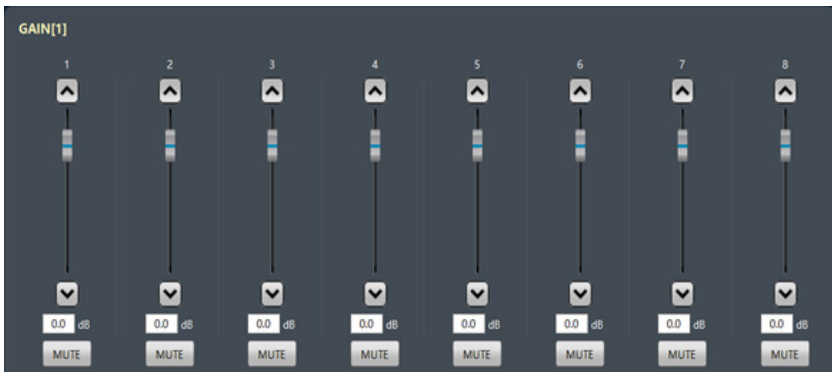 GAIN[1]
1 2 3 4 5 6 7 8
0.0 dB 0.0 dB 0.0 dB 0.0 dB 0.0 dB 0.0 dB 0.0 dB 0.0 dB
MUTE MUTE MUTE MUTE MUTE MUTE MUTE MUTE